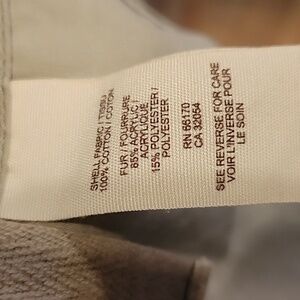 SHELL FABRIC / TISSU
100% COTTON / COTON
FUR / FOURRURE
85% ACRYLIC /
ACRYLIQUE
15% POLYESTER /
POLYESTER
RN 66170
CA 32054
SEE REVERSE FOR CARE
VOIR L'INVERSE POUR
LE SOIN